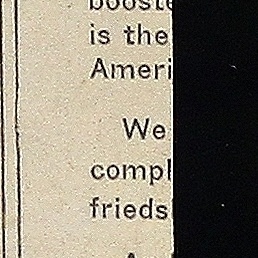 booste
is the
Ameri
We
compl
frieds